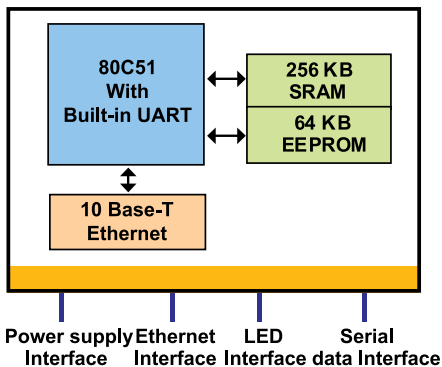 80C51
With
Built-in UART
256 KB
SRAM
64 KB
EEPROM
10 Base-T
Ethernet
Power supply
Interface
Ethernet
Interface
LED
Interface
Serial
data Interface